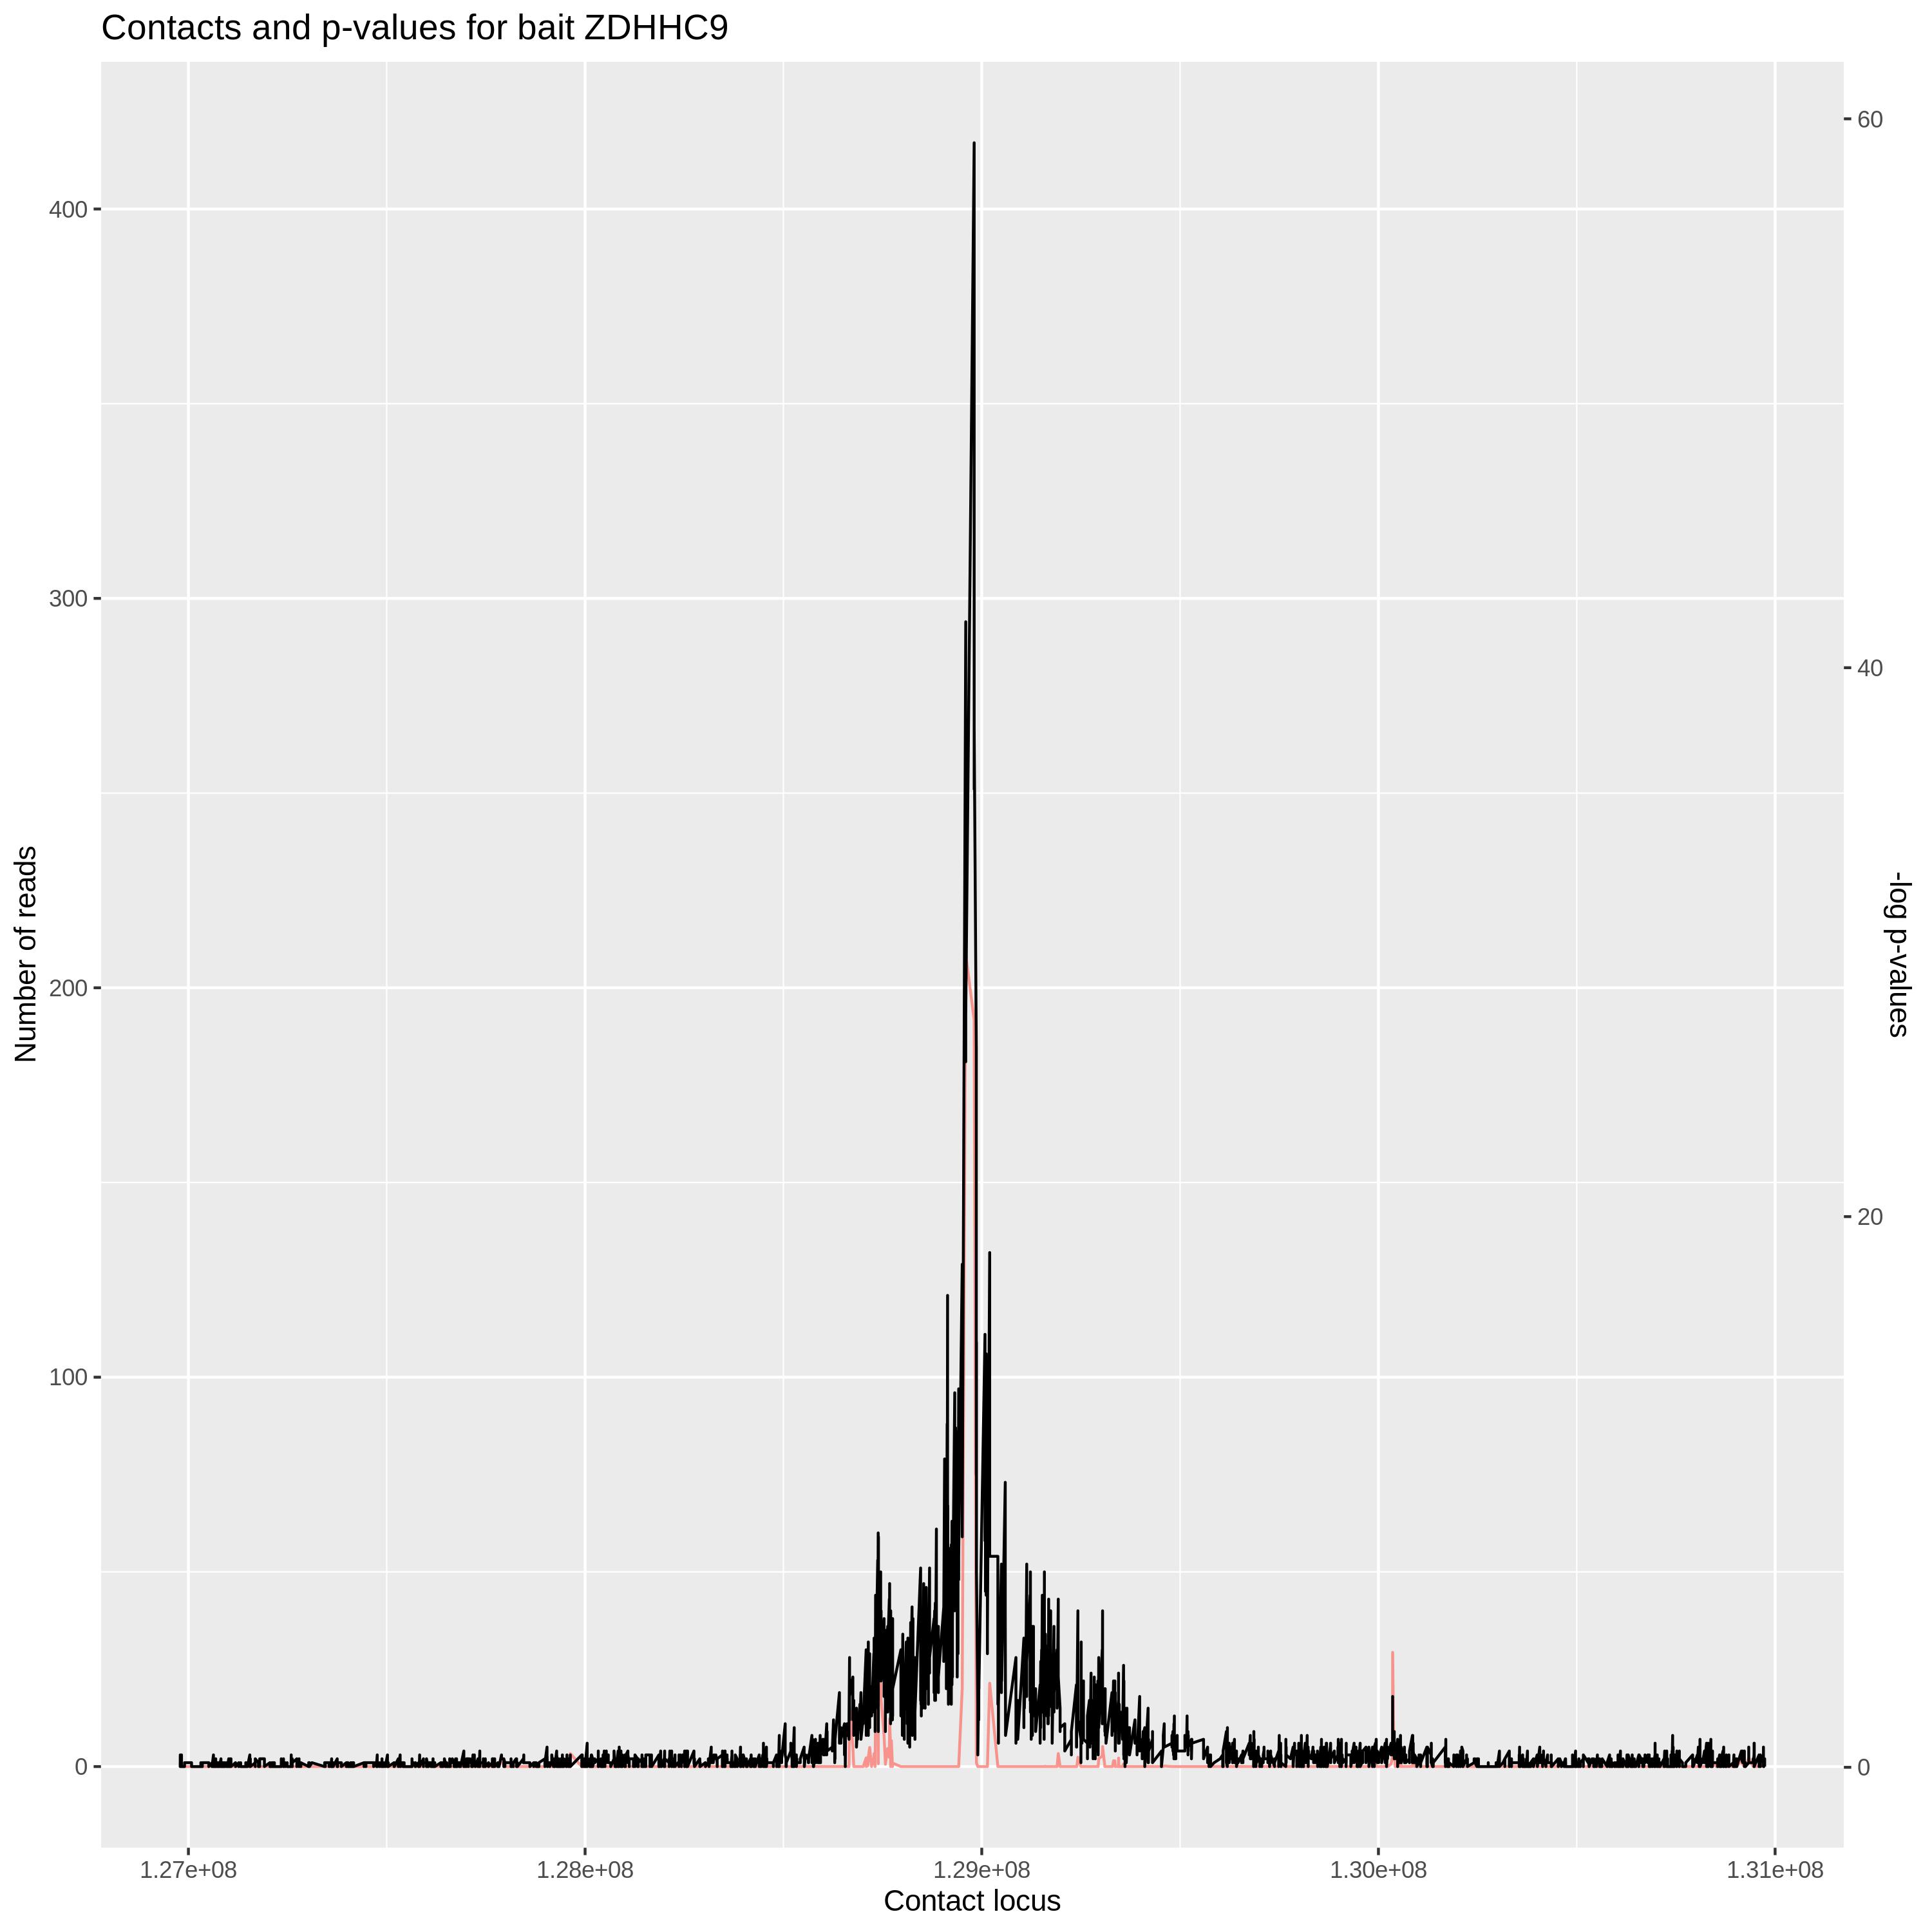 Contacts and p-values for bait ZDHHC9
400
300
200
100
0
Number of reads
60
40
20
0
-log p-values
1.27e+08 1.28e+08 1.29e+08 1.30e+08 1.31e+08
Contact locus